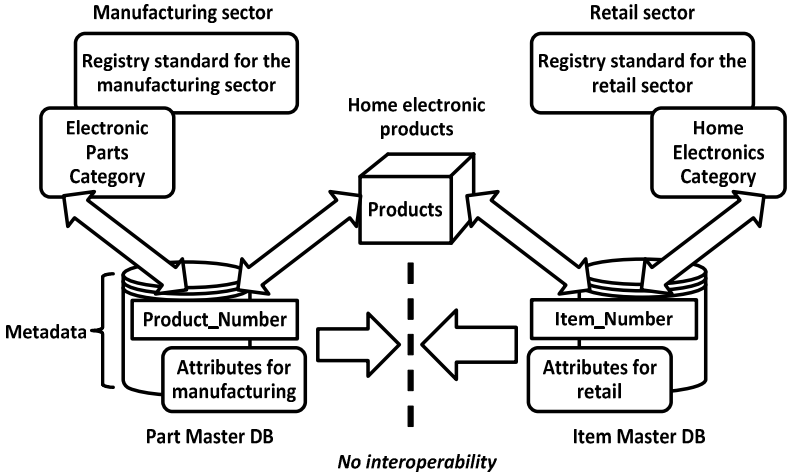 Manufacturing sector
Retail sector
Registry standard for the
manufacturing sector
Registry standard for the
retail sector
Home electronic
products
Electronic
Parts
Category
Home
Electronics
Category
Products
Metadata
Product_Number
Item_Number
Attributes for
manufacturing
Attributes for
retail
Part Master DB
Item Master DB
No interoperability